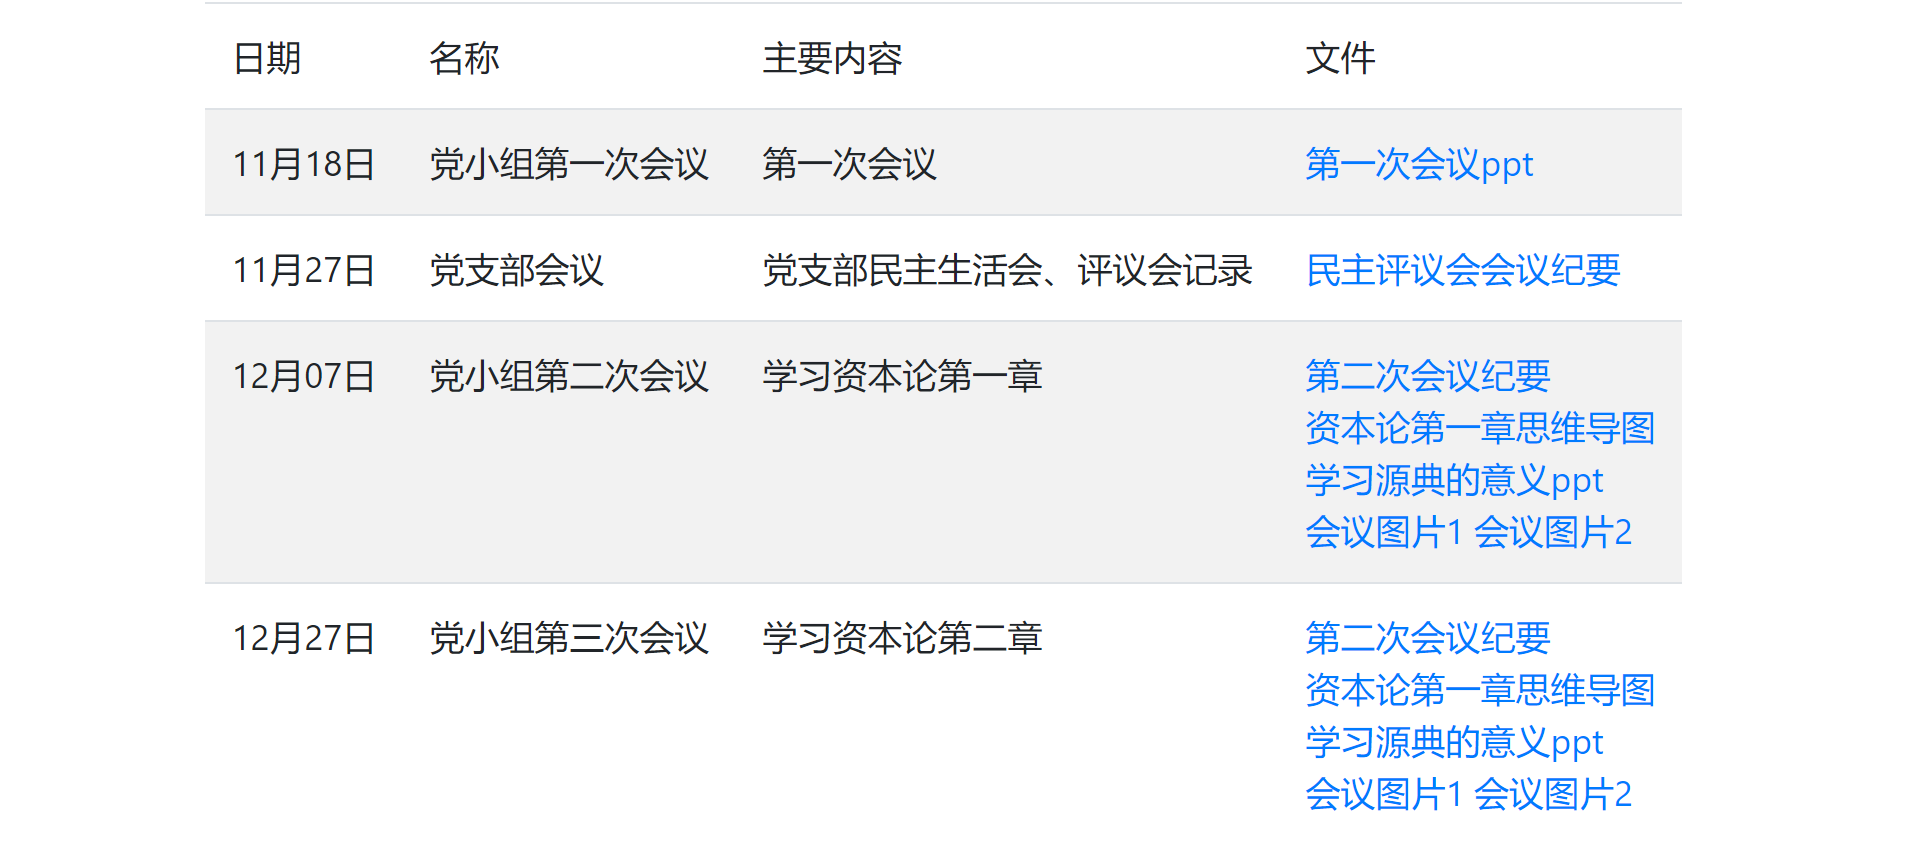 日期 名称 主要内容 文件
11月18日 党小组第一次会议 第一次会议 第一次会议ppt
11月27日 党支部会议 党支部民主生活会、评议会记录 民主评议会会议纪要
12月07日 党小组第二次会议 学习资本论第一章 第二次会议纪要
资本论第一章思维导图
学习源典的意义ppt
会议图片1 会议图片2
12月27日 党小组第三次会议 学习资本论第二章 第二次会议纪要
资本论第一章思维导图
学习源典的意义ppt
会议图片1 会议图片2